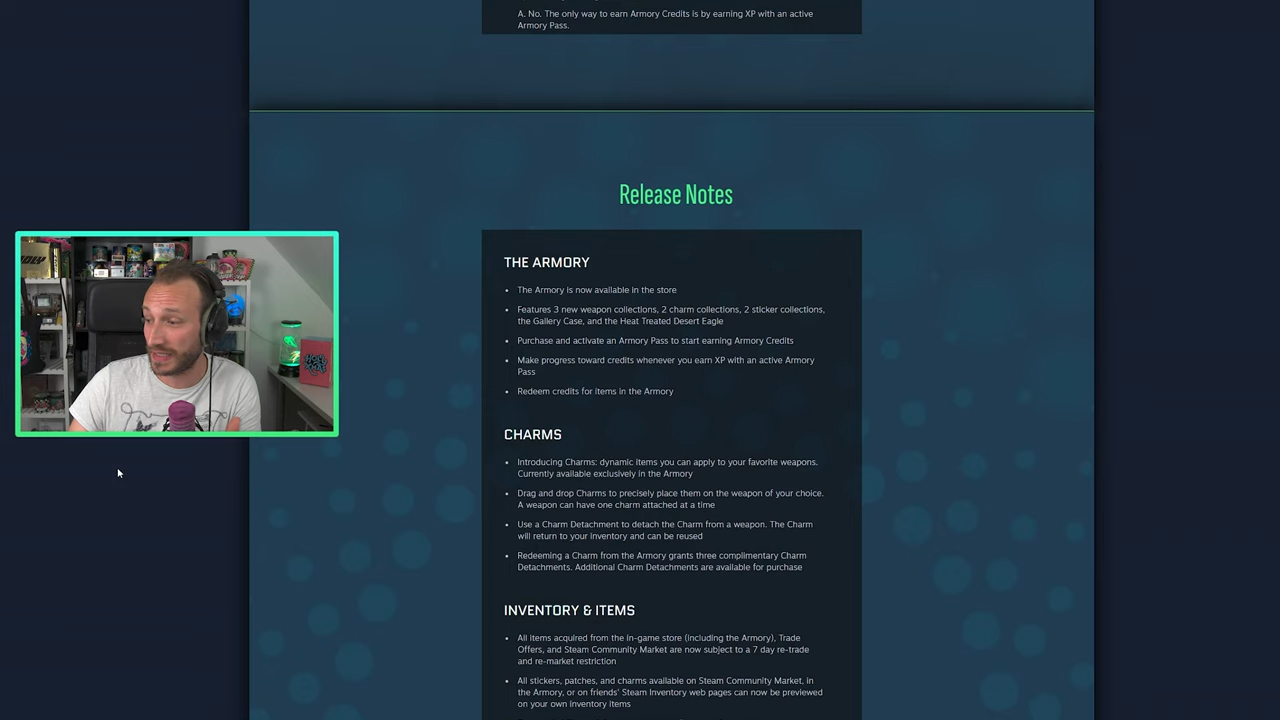 A. No. The only way to earn Armory Credits is by earning XP with an active
Armory Pass.
Release Notes
THE ARMORY
• The Armory is now available in the store
• Features 3 new weapon collections, 2 charm collections, 2 sticker collections,
the Gallery Case, and the Heat Treated Desert Eagle
• Purchase and activate an Armory Pass to start earning Armory Credits
• Make progress toward credits whenever you earn XP with an active Armory
Pass
• Redeem credits for items in the Armory
CHARMS
• Introducing Charms: dynamic items you can apply to your favorite weapons.
Currently available exclusively in the Armory
• Drag and drop Charms to precisely place them on the weapon of your choice.
A weapon can have one charm attached at a time
• Use a Charm Detachment to detach the Charm from a weapon. The Charm
will return to your inventory and can be reused
• Redeeming a Charm from the Armory grants three complimentary Charm
Detachments. Additional Charm Detachments are available for purchase
INVENTORY & ITEMS
• All items acquired from the in-game store (including the Armory), Trade
Offers, and Steam Community Market are now subject to a 7 day re-trade
and re-market restriction
• All stickers, patches, and charms available on Steam Community Market, in
the Armory, or on friends' Steam Inventory web pages can now be previewed
on your own inventory items